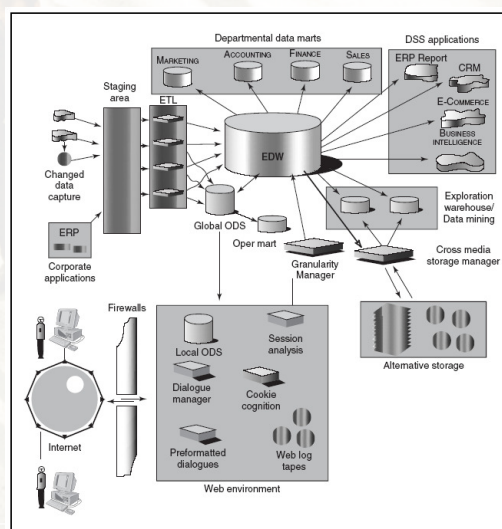 Departmental data marts
MARKETING
ACCOUNTING
FINANCE
SALES
DSS applications
ERP Report
CRM
E-COMMERCE
BUSINESS
INTELLIGENCE
Staging
area
ETL
EDW
Changed
data
capture
ERP
Corporate
applications
Global ODS
Oper mart
Exploration
warehouse/
Data mining
Granularity
Manager
Cross media
storage manager
Alternative storage
Firewalls
Internet
Local ODS
Session
analysis
Dialogue
manager
Cookie
cognition
Preformatted
dialogues
Web log
tapes
Web environment